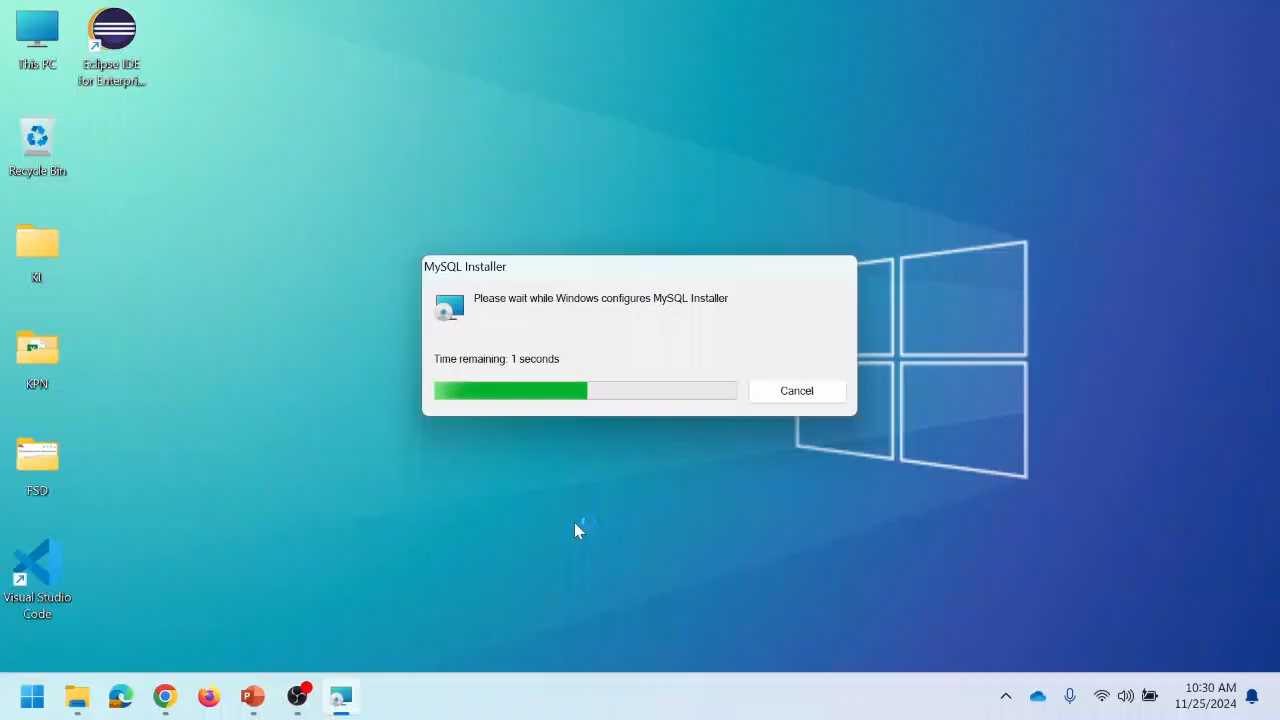 This PC
Eclipse IDE
for Enterpri...
Recycle Bin
KL
KPN
FSD
Visual Studio
Code
MySQL Installer
Please wait while Windows configures MySQL Installer
Time remaining: 1 seconds
Cancel
10:30 AM
11/25/2024